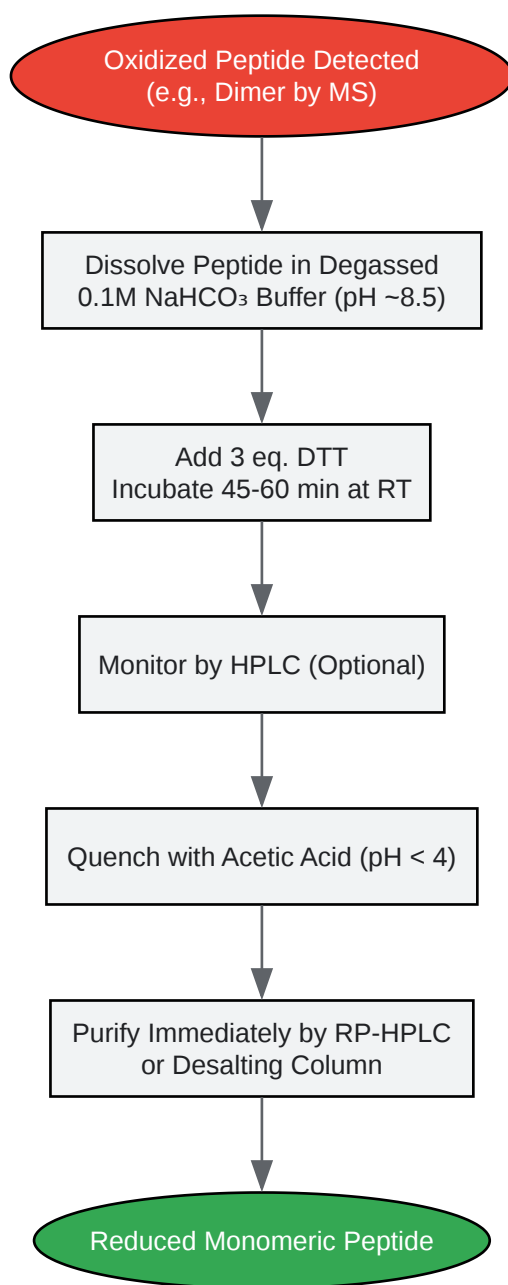 Oxidized Peptide Detected
(e.g., Dimer by MS)
Dissolve Peptide in Degassed
0.1M NaHCO₃ Buffer (pH ~8.5)
Add 3 eq. DTT
Incubate 45-60 min at RT
Monitor by HPLC (Optional)
Quench with Acetic Acid (pH < 4)
Purify Immediately by RP-HPLC
or Desalting Column
Reduced Monomeric Peptide